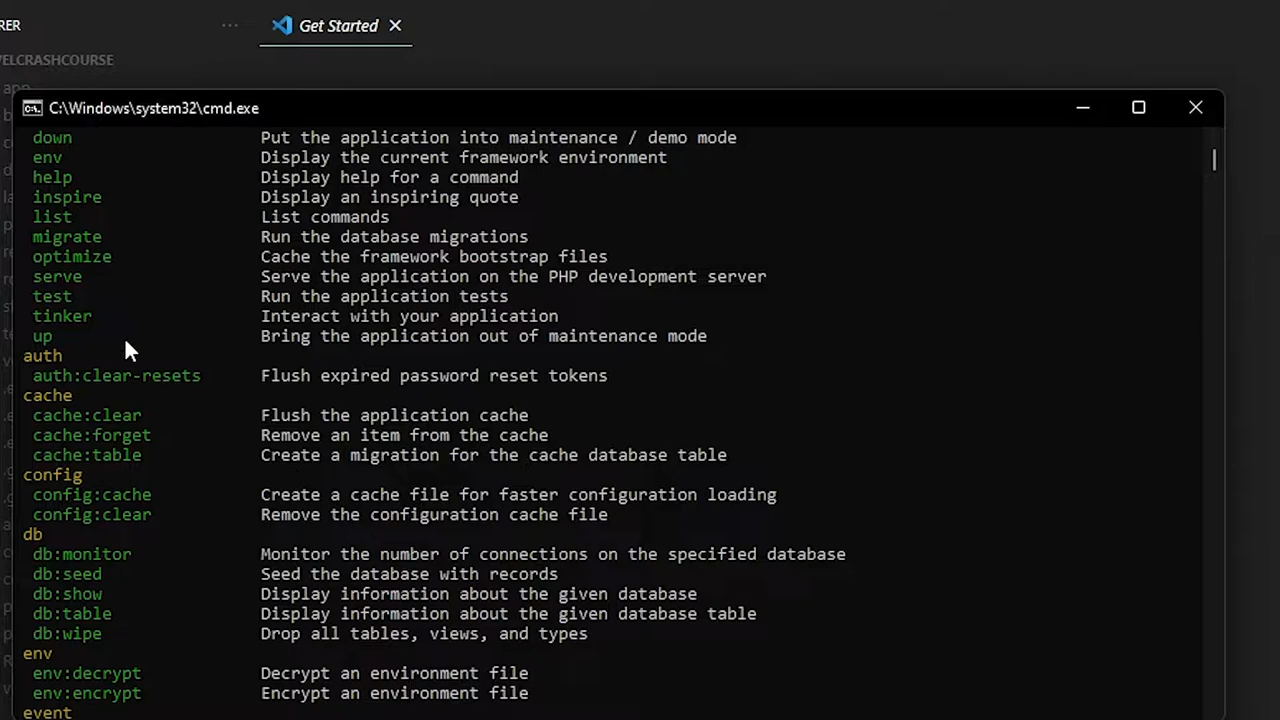 RER
... Get Started
VELCRASHCOURSE
C:\Windows\system32\cmd.exe
down Put the application into maintenance / demo mode
env Display the current framework environment
help Display help for a command
inspire Display an inspiring quote
list List commands
migrate Run the database migrations
optimize Cache the framework bootstrap files
serve Serve the application on the PHP development server
test Run the application tests
tinker Interact with your application
up Bring the application out of maintenance mode
auth
auth:clear-resets Flush expired password reset tokens
cache
cache:clear Flush the application cache
cache:forget Remove an item from the cache
cache:table Create a migration for the cache database table
config
config:cache Create a cache file for faster configuration loading
config:clear Remove the configuration cache file
db
db:monitor Monitor the number of connections on the specified database
db:seed Seed the database with records
db:show Display information about the given database
db:table Display information about the given database table
db:wipe Drop all tables, views, and types
env
env:decrypt Decrypt an environment file
env:encrypt Encrypt an environment file
event